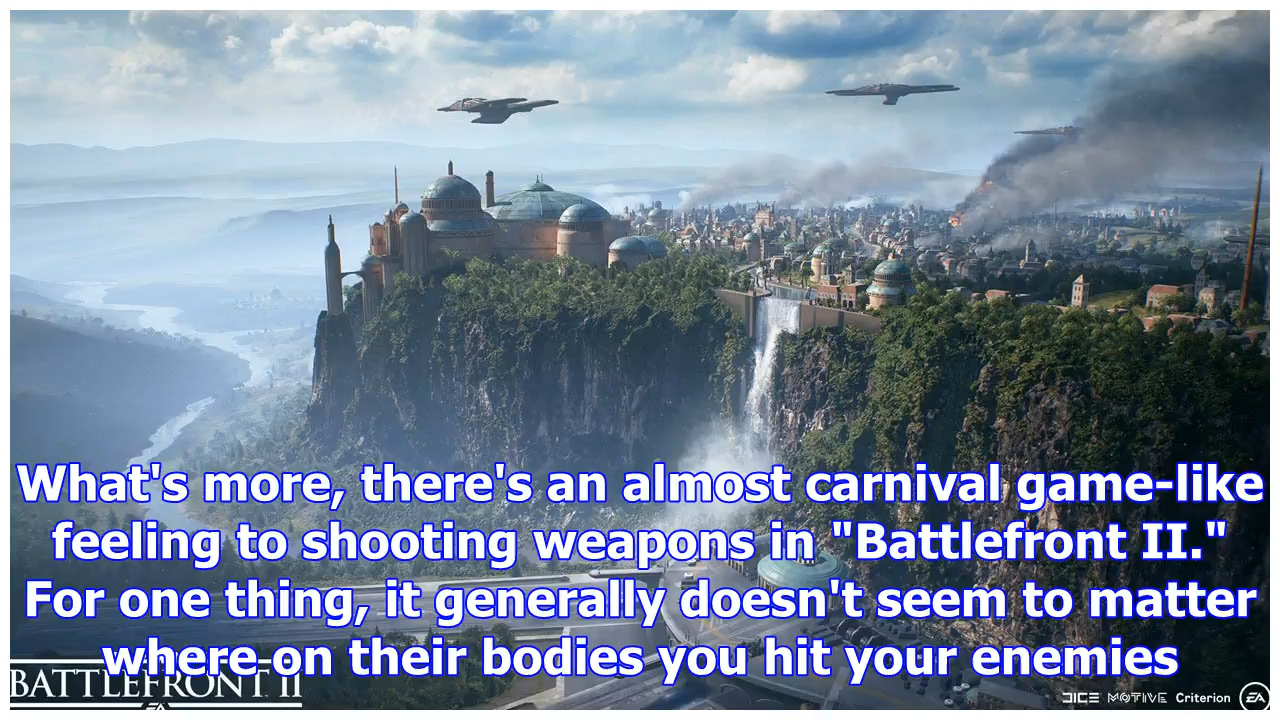 What's more, there's an almost carnival game-like
feeling to shooting weapons in "Battlefront II."
For one thing, it generally doesn't seem to matter
where on their bodies you hit your enemies
BATTLEFRONT II
EA
DICE MOTIVE Criterion EA